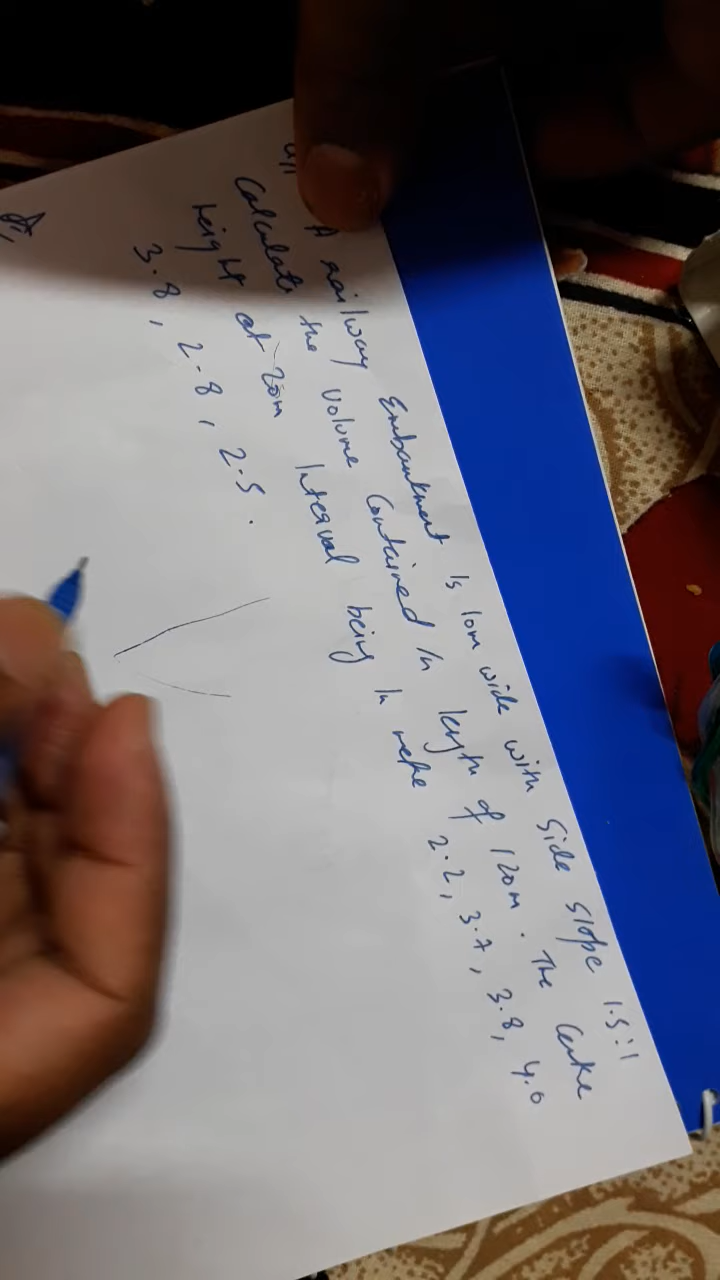 A railway Embankment is 10m wide with Side Slope 1.5:1
Calculate the volume Contained in length of 120m. The Centre
height at 20m Interval being in metre 2.2, 3.7, 3.8, 4.0
3.8, 2.8, 2.5.